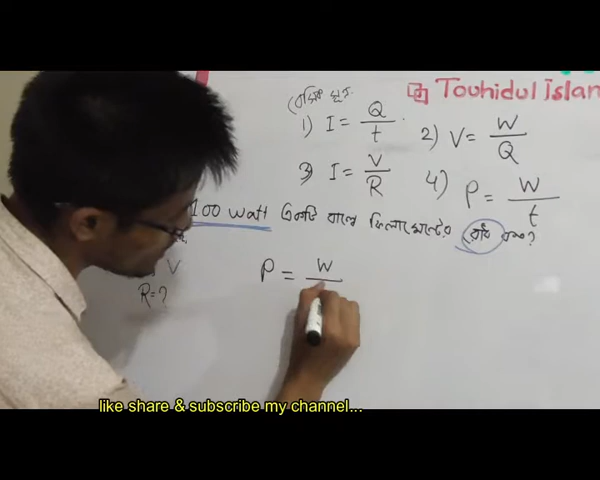 Touhidul islam
বেসিক সূত্র.
1) I = Q/t
2) V = W/Q
3) I = V/R
4) P = W/t
100 watt একটি বাল্বে ফিলামেন্টের রোধ কত?
V
R = ?
P = W
like share & subscribe my channel...